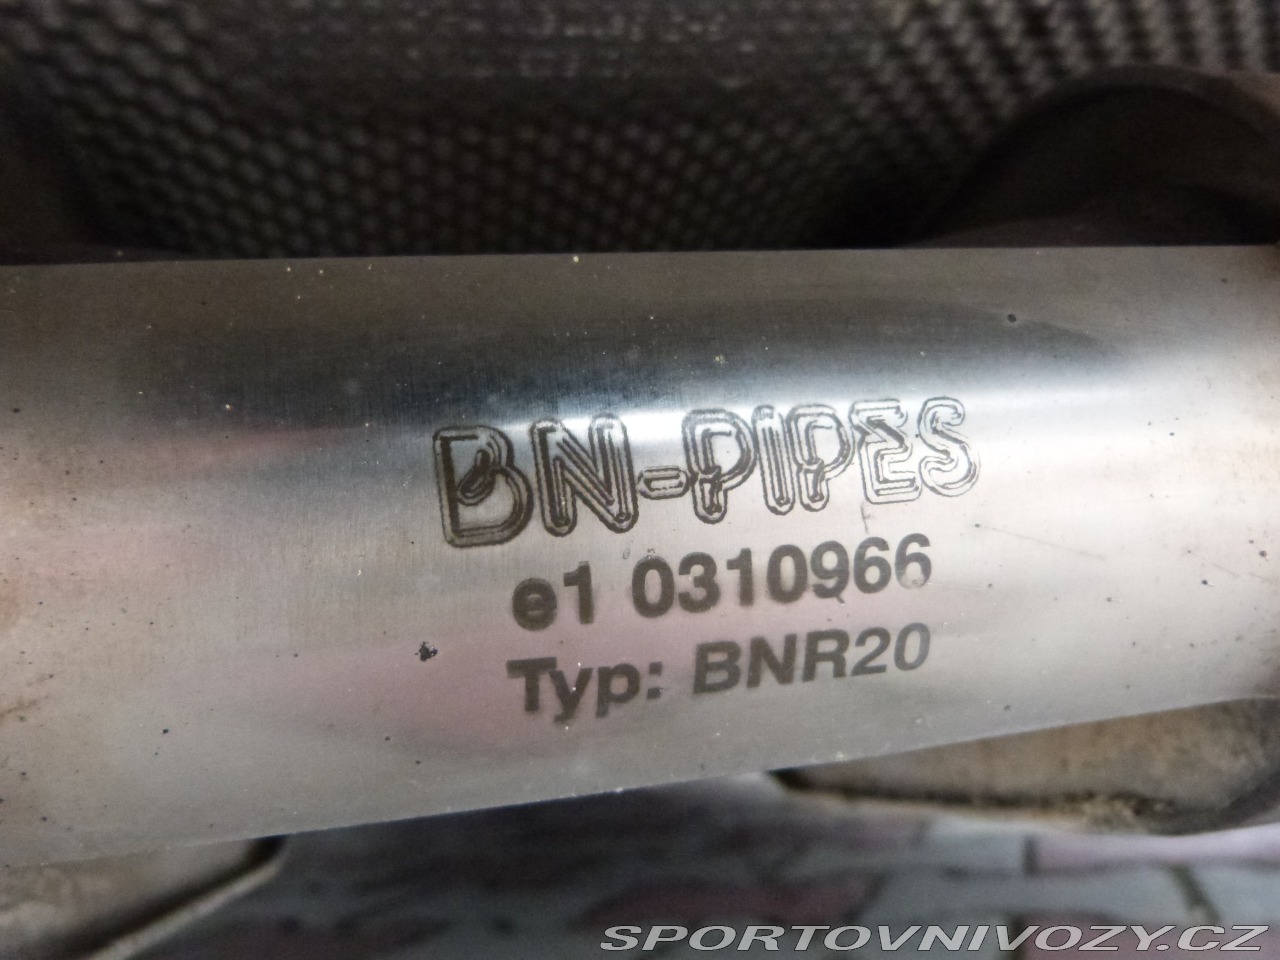 BN-PIPES
e1 0310966
Typ: BNR20
SPORTOVNIVOZY.CZ